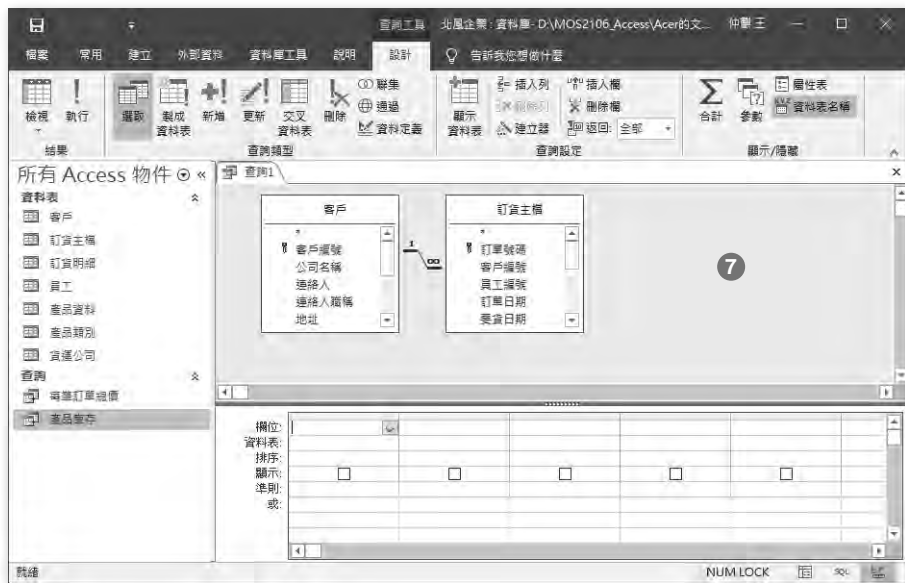 查詢工具 北風企業 : 資料庫- D:\MOS2106_Access\Acer的文... 仲擊 王
檔案 常用 建立 外部資料 資料庫工具 說明 設計 告訴我您想做什麼
檢視 執行 選取 製成資料表 新增 更新 交叉資料表 刪除
聯集
通過
資料定義
顯示資料表
插入列 插入欄
刪除列 刪除欄
建立器 返回: 全部
合計 參數
屬性表
資料表名稱
結果 查詢類型 查詢設定 顯示/隱藏
所有 Access 物件
資料表
客戶
訂貨主檔
訂貨明細
員工
產品資料
產品類別
貨運公司
查詢
每筆訂單總價
產品庫存
查詢1
客戶
*
客戶編號
公司名稱
連絡人
連絡人職稱
地址
1
∞
訂貨主檔
*
訂單號碼
客戶編號
員工編號
訂單日期
要貨日期
7
欄位:
資料表:
排序:
顯示:
準則:
或:
就緒 NUM LOCK SQL